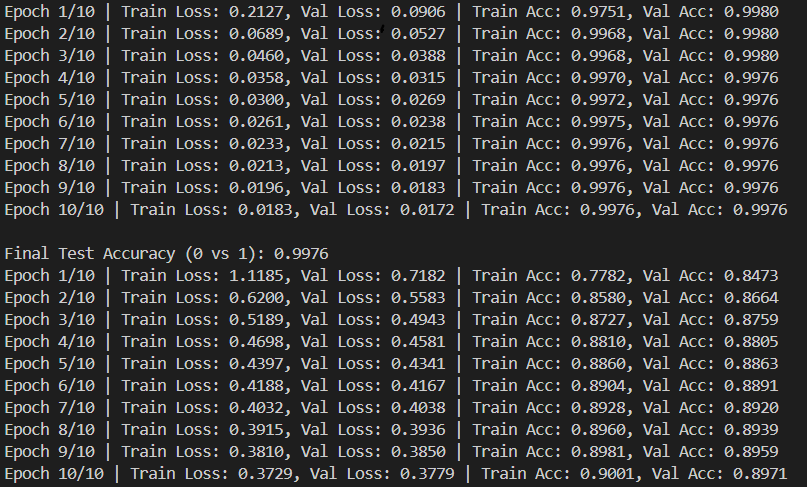 Epoch 1/10 | Train Loss: 0.2127, Val Loss: 0.0906 | Train Acc: 0.9751, Val Acc: 0.9980
Epoch 2/10 | Train Loss: 0.0689, Val Loss: 0.0527 | Train Acc: 0.9968, Val Acc: 0.9980
Epoch 3/10 | Train Loss: 0.0460, Val Loss: 0.0388 | Train Acc: 0.9968, Val Acc: 0.9980
Epoch 4/10 | Train Loss: 0.0358, Val Loss: 0.0315 | Train Acc: 0.9970, Val Acc: 0.9976
Epoch 5/10 | Train Loss: 0.0300, Val Loss: 0.0269 | Train Acc: 0.9972, Val Acc: 0.9976
Epoch 6/10 | Train Loss: 0.0261, Val Loss: 0.0238 | Train Acc: 0.9975, Val Acc: 0.9976
Epoch 7/10 | Train Loss: 0.0233, Val Loss: 0.0215 | Train Acc: 0.9976, Val Acc: 0.9976
Epoch 8/10 | Train Loss: 0.0213, Val Loss: 0.0197 | Train Acc: 0.9976, Val Acc: 0.9976
Epoch 9/10 | Train Loss: 0.0196, Val Loss: 0.0183 | Train Acc: 0.9976, Val Acc: 0.9976
Epoch 10/10 | Train Loss: 0.0183, Val Loss: 0.0172 | Train Acc: 0.9976, Val Acc: 0.9976
Final Test Accuracy (0 vs 1): 0.9976
Epoch 1/10 | Train Loss: 1.1185, Val Loss: 0.7182 | Train Acc: 0.7782, Val Acc: 0.8473
Epoch 2/10 | Train Loss: 0.6200, Val Loss: 0.5583 | Train Acc: 0.8580, Val Acc: 0.8664
Epoch 3/10 | Train Loss: 0.5189, Val Loss: 0.4943 | Train Acc: 0.8727, Val Acc: 0.8759
Epoch 4/10 | Train Loss: 0.4698, Val Loss: 0.4581 | Train Acc: 0.8810, Val Acc: 0.8805
Epoch 5/10 | Train Loss: 0.4397, Val Loss: 0.4341 | Train Acc: 0.8860, Val Acc: 0.8863
Epoch 6/10 | Train Loss: 0.4188, Val Loss: 0.4167 | Train Acc: 0.8904, Val Acc: 0.8891
Epoch 7/10 | Train Loss: 0.4032, Val Loss: 0.4038 | Train Acc: 0.8928, Val Acc: 0.8920
Epoch 8/10 | Train Loss: 0.3915, Val Loss: 0.3936 | Train Acc: 0.8960, Val Acc: 0.8939
Epoch 9/10 | Train Loss: 0.3810, Val Loss: 0.3850 | Train Acc: 0.8981, Val Acc: 0.8959
Epoch 10/10 | Train Loss: 0.3729, Val Loss: 0.3779 | Train Acc: 0.9001, Val Acc: 0.8971